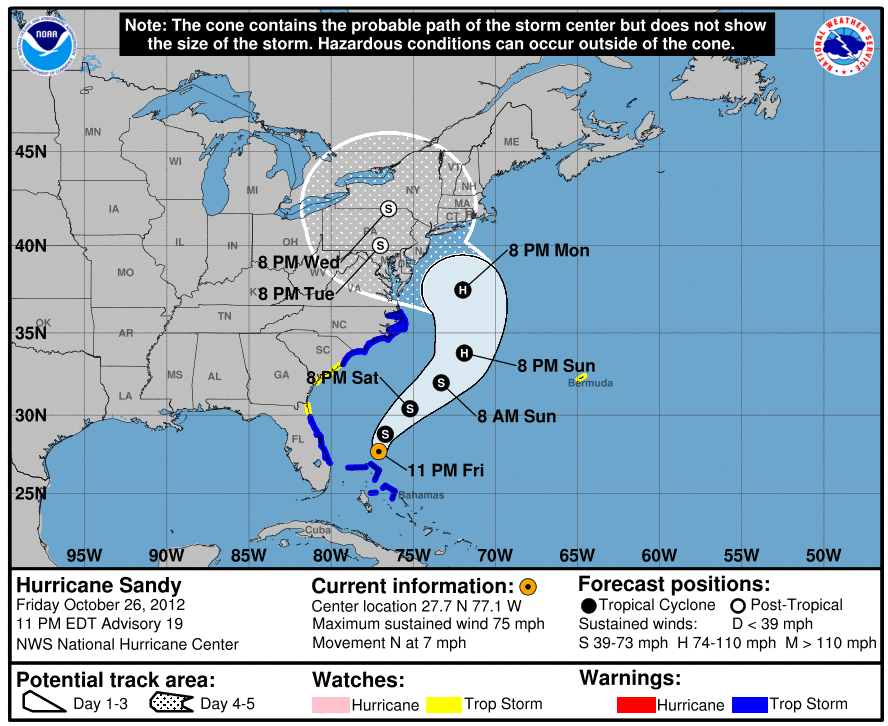 Note: The cone contains the probable path of the storm center but does not show
the size of the storm. Hazardous conditions can occur outside of the cone.
NOAA
NATIONAL WEATHER SERVICE
MN
ME
45N
WI
VT
NH
MI
NY
MA
CT
IA
40N
PA
IL
IN
OH
NJ
8 PM Mon
8 PM Wed
MO
WV
DE
8 PM Tue
VA
OK
TN
NC
35N
AR
SC
8 PM Sun
MS
AL
GA
8 PM Sat
Bermuda
LA
8 AM Sun
30N
FL
11 PM Fri
25N
Bahamas
Cuba
S
S
H
H
S
S
S
95W 90W 85W 80W 75W 70W 65W 60W 55W 50W
Hurricane Sandy
Friday October 26, 2012
11 PM EDT Advisory 19
NWS National Hurricane Center
Current information:
Center location 27.7 N 77.1 W
Maximum sustained wind 75 mph
Movement N at 7 mph
Forecast positions:
Tropical Cyclone Post-Tropical
Sustained winds: D < 39 mph
S 39-73 mph H 74-110 mph M > 110 mph
Potential track area:
Day 1-3 Day 4-5
Watches:
Hurricane Trop Storm
Warnings:
Hurricane Trop Storm